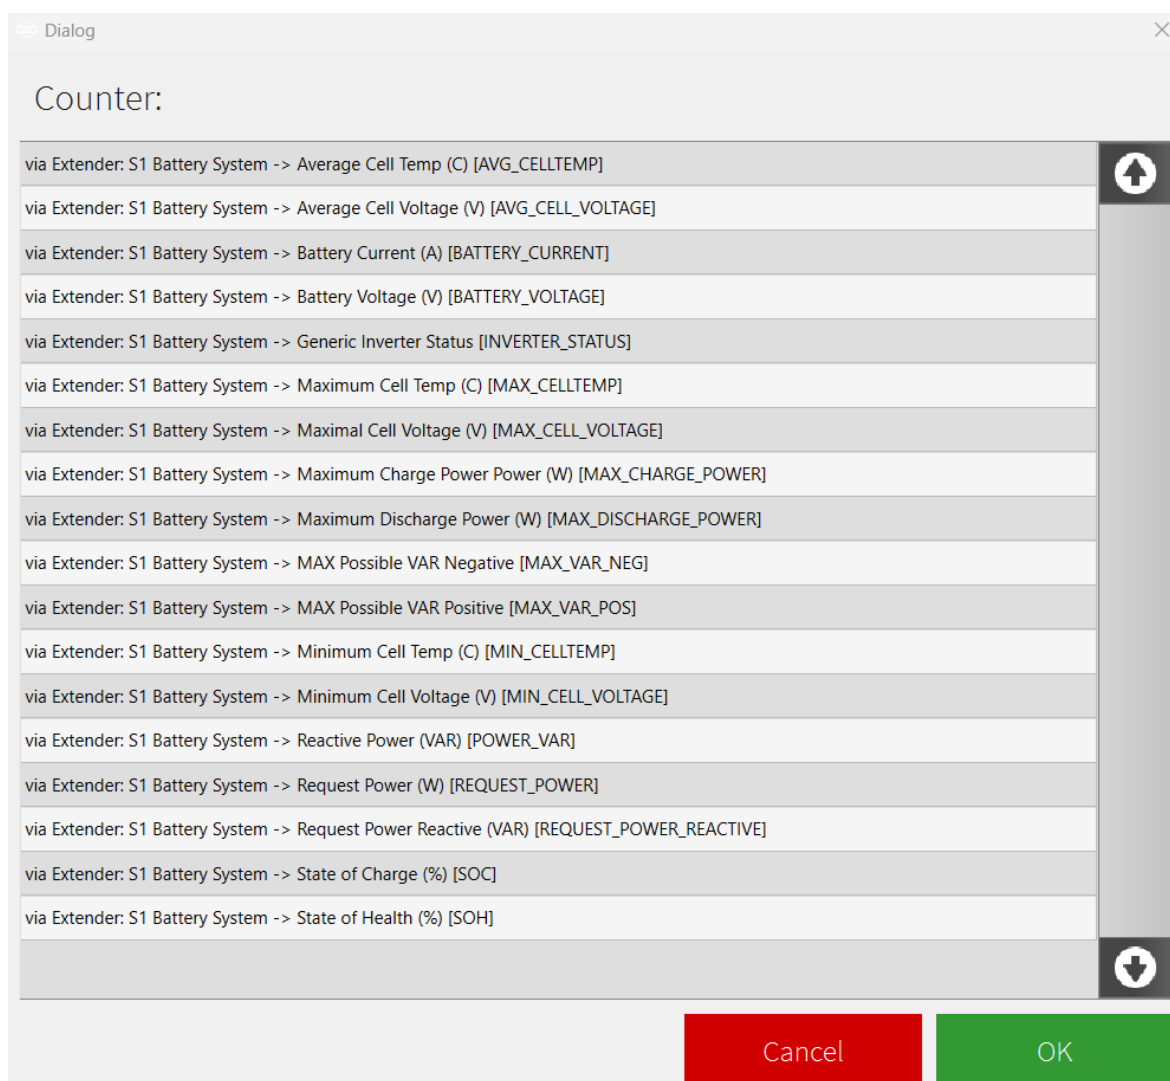 Dialog
Counter:
via Extender: S1 Battery System -> Average Cell Temp (C) [AVG_CELLTEMP]
via Extender: S1 Battery System -> Average Cell Voltage (V) [AVG_CELL_VOLTAGE]
via Extender: S1 Battery System -> Battery Current (A) [BATTERY_CURRENT]
via Extender: S1 Battery System -> Battery Voltage (V) [BATTERY_VOLTAGE]
via Extender: S1 Battery System -> Generic Inverter Status [INVERTER_STATUS]
via Extender: S1 Battery System -> Maximum Cell Temp (C) [MAX_CELLTEMP]
via Extender: S1 Battery System -> Maximal Cell Voltage (V) [MAX_CELL_VOLTAGE]
via Extender: S1 Battery System -> Maximum Charge Power Power (W) [MAX_CHARGE_POWER]
via Extender: S1 Battery System -> Maximum Discharge Power (W) [MAX_DISCHARGE_POWER]
via Extender: S1 Battery System -> MAX Possible VAR Negative [MAX_VAR_NEG]
via Extender: S1 Battery System -> MAX Possible VAR Positive [MAX_VAR_POS]
via Extender: S1 Battery System -> Minimum Cell Temp (C) [MIN_CELLTEMP]
via Extender: S1 Battery System -> Minimum Cell Voltage (V) [MIN_CELL_VOLTAGE]
via Extender: S1 Battery System -> Reactive Power (VAR) [POWER_VAR]
via Extender: S1 Battery System -> Request Power (W) [REQUEST_POWER]
via Extender: S1 Battery System -> Request Power Reactive (VAR) [REQUEST_POWER_REACTIVE]
via Extender: S1 Battery System -> State of Charge (%) [SOC]
via Extender: S1 Battery System -> State of Health (%) [SOH]
Cancel
OK